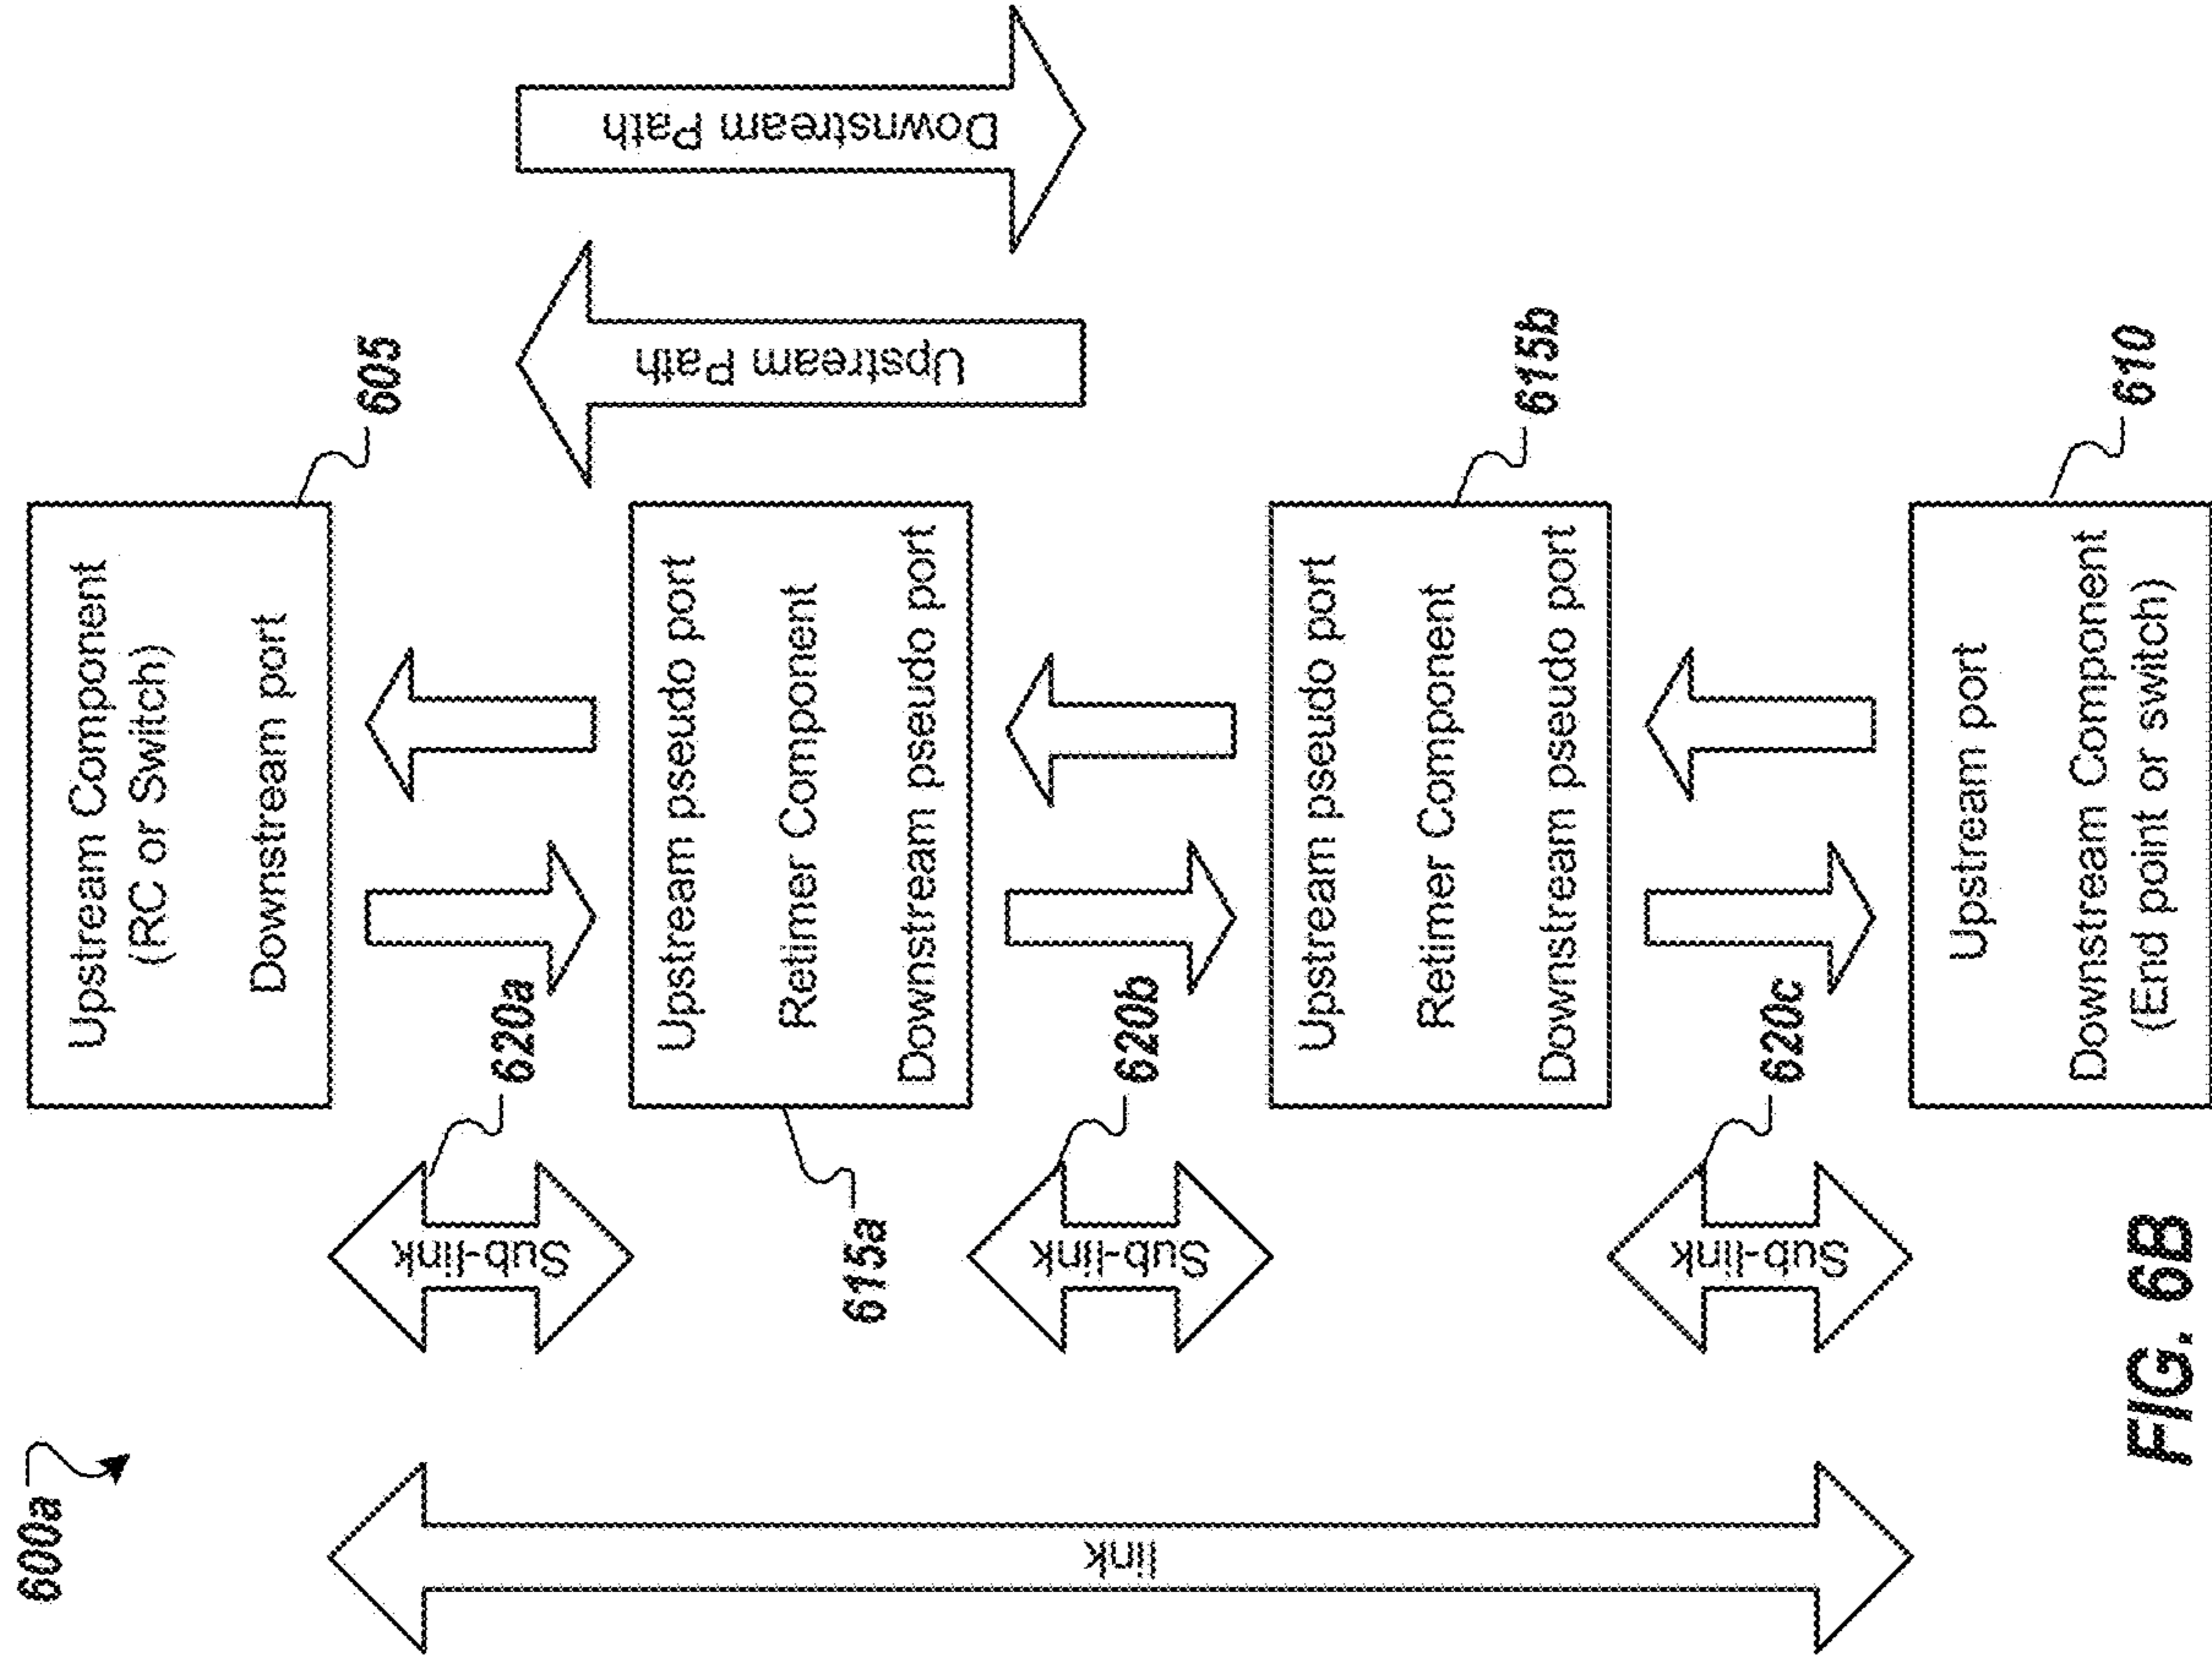 600a
Upstream Component
(RC or Switch)
Downstream port
605
Upstream Path
Downstream Path
Sub-link
620a
Upstream pseudo port
Retimer Component
Downstream pseudo port
615a
link
Sub-link
620b
Upstream pseudo port
Retimer Component
Downstream pseudo port
615b
Sub-link
620c
Upstream port
Downstream Component
(End point or switch)
610
FIG. 6B